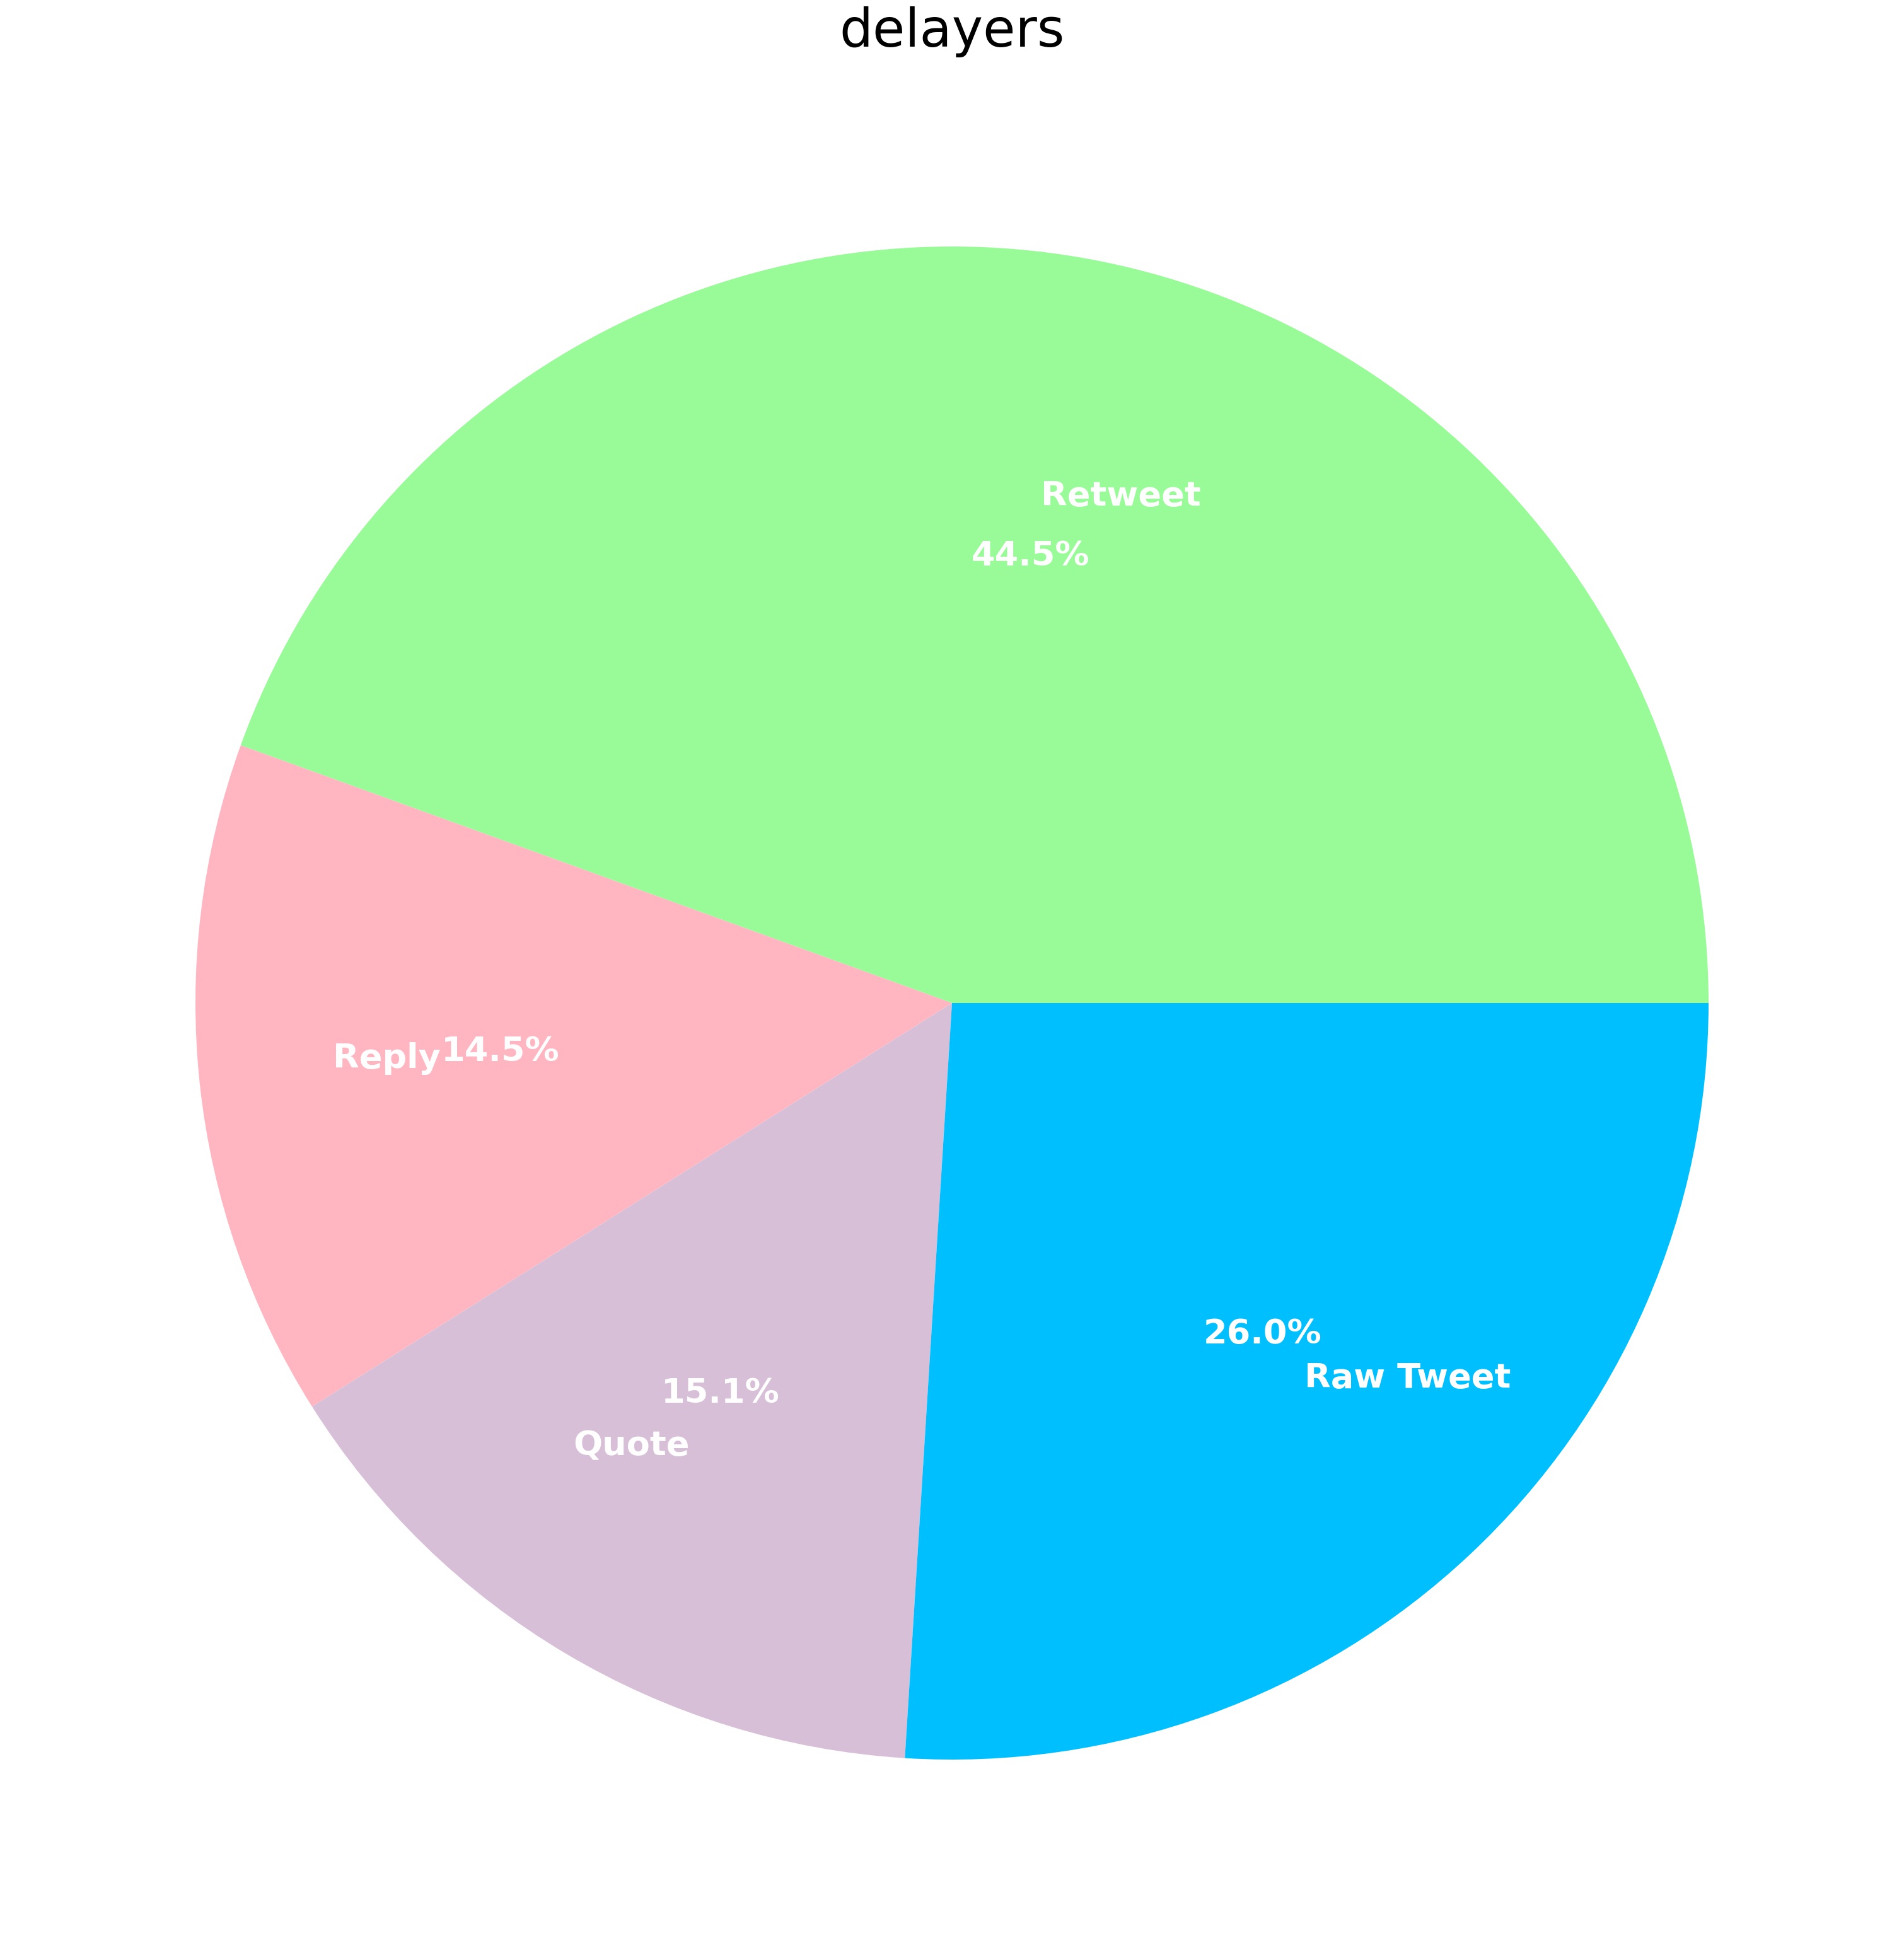 delayers
Retweet
44.5%
Reply
14.5%
26.0%
Raw Tweet
15.1%
Quote